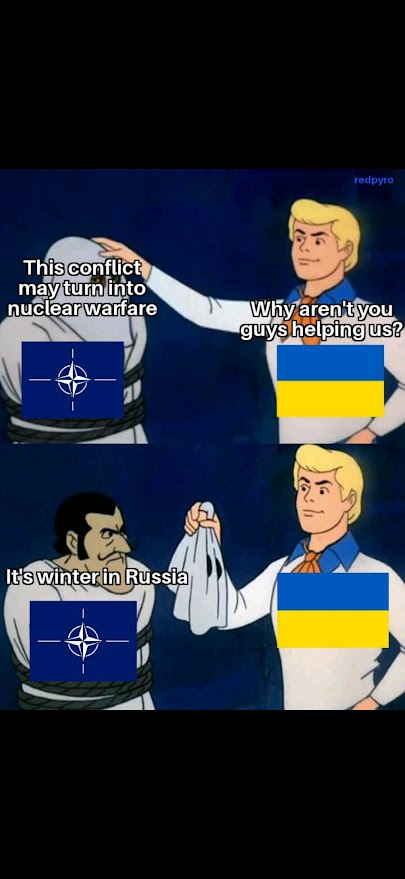 redpyro
This conflict
may turn into
nuclear warfare
Why aren't you
guys helping us?
It's winter in Russia